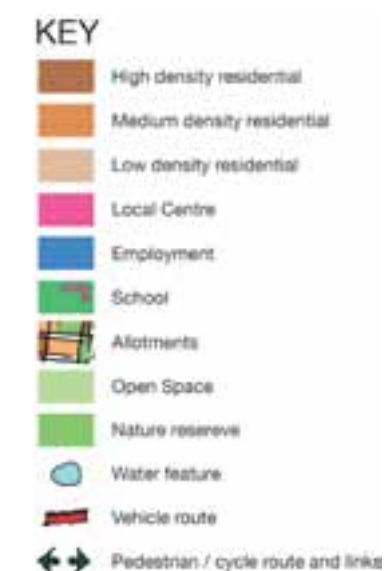 KEY
High density residential
Medium density residential
Low density residential
Local Centre
Employment
School
Allotments
Open Space
Nature resereve
Water feature
Vehicle route
Pedestrian / cycle route and links